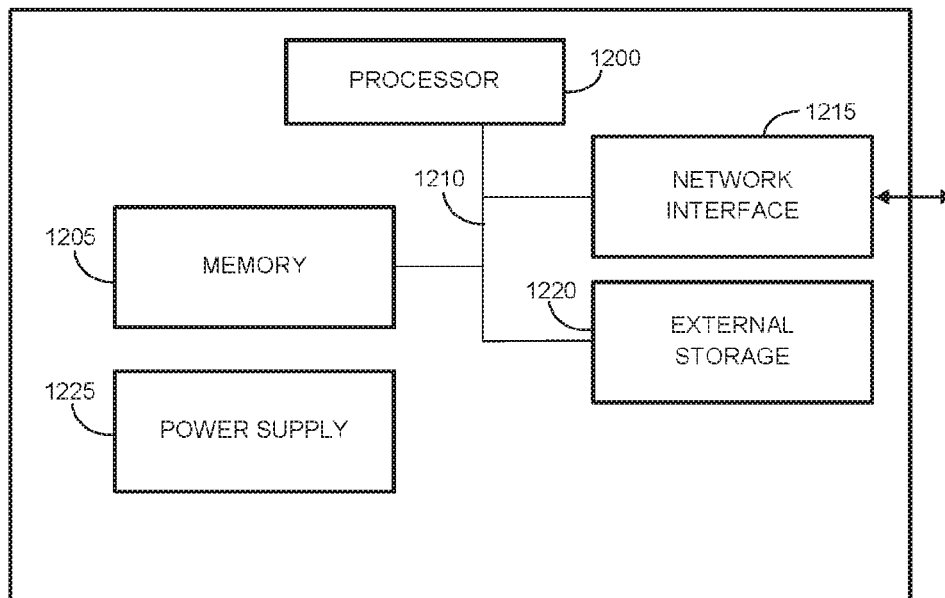 PROCESSOR
1200
1215
1210
NETWORK
INTERFACE
1205
MEMORY
1220
EXTERNAL
STORAGE
1225
POWER SUPPLY